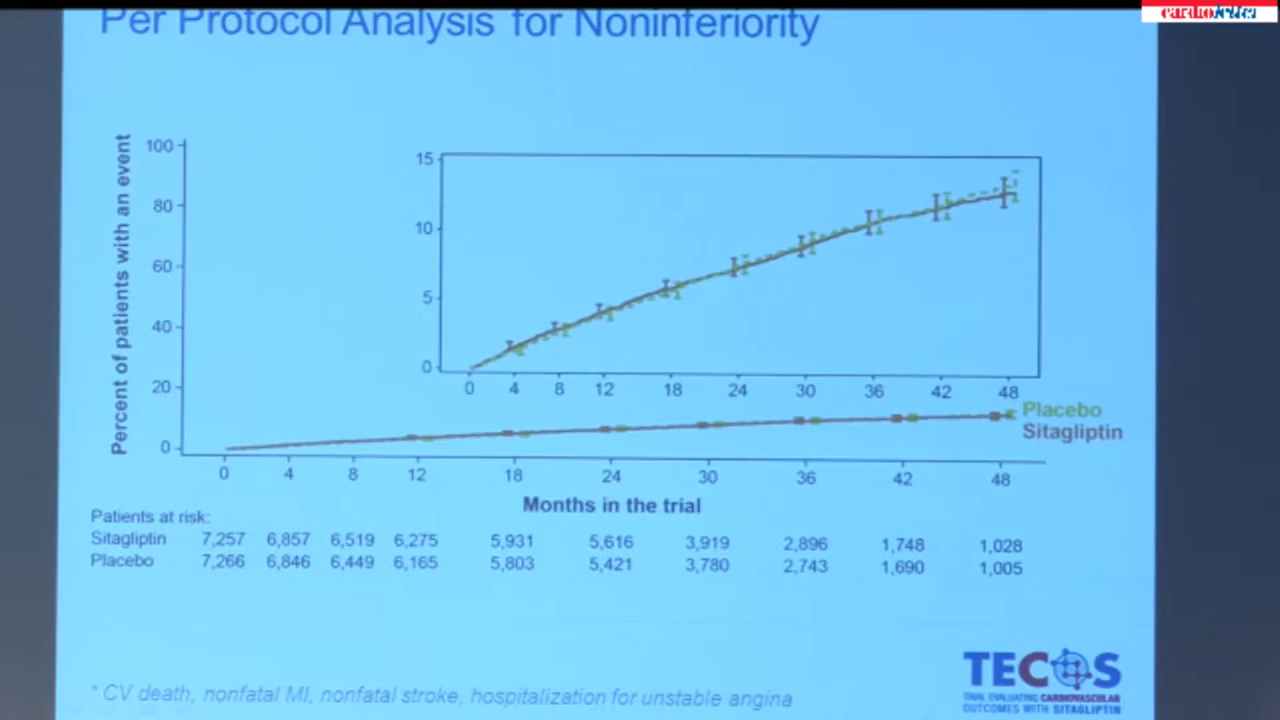 Per Protocol Analysis for Noninferiority
Percent of patients with an event
100
80
60
40
20
0
15
10
5
0
0 4 8 12 18 24 30 36 42 48
Placebo
Sitagliptin
0 4 8 12 18 24 30 36 42 48
Months in the trial
Patients at risk:
Sitagliptin 7,257 6,857 6,519 6,275 5,931 5,616 3,919 2,896 1,748 1,028
Placebo 7,266 6,846 6,449 6,165 5,803 5,421 3,780 2,743 1,690 1,005
TECOS
TRIAL EVALUATING CARDIOVASCULAR
OUTCOMES WITH SITAGLIPTIN
* CV death, nonfatal MI, nonfatal stroke, hospitalization for unstable angina